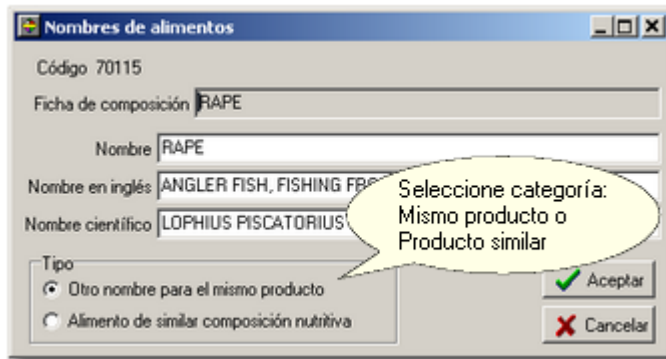 Nombres de alimentos
Código 70115
Ficha de composición RAPE
Nombre RAPE
Nombre en inglés ANGLER FISH, FISHING
Nombre científico LOPHIUS PISCATORIUS
Seleccione categoría:
Mismo producto o
Producto similar
Tipo
Otro nombre para el mismo producto
Alimento de similar composición nutritiva
Aceptar
Cancelar